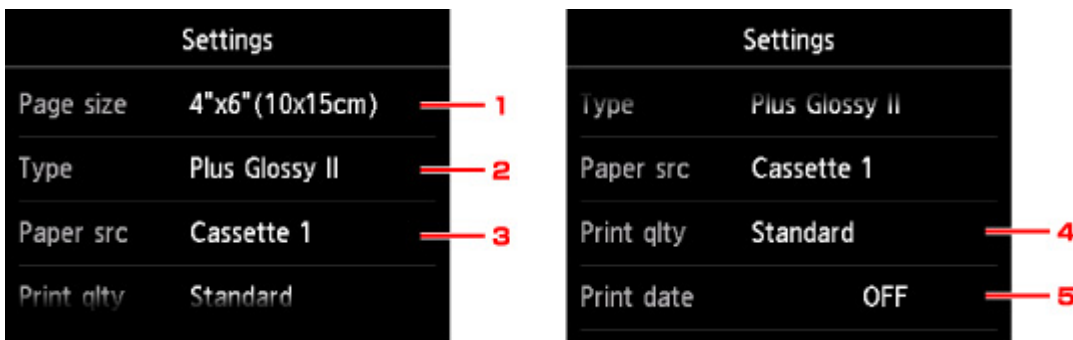 Settings
Page size 4"x6"(10x15cm) 1
Type Plus Glossy II 2
Paper src Cassette 1 3
Print qlty Standard
Settings
Type Plus Glossy II
Paper src Cassette 1
Print qlty Standard 4
Print date OFF 5